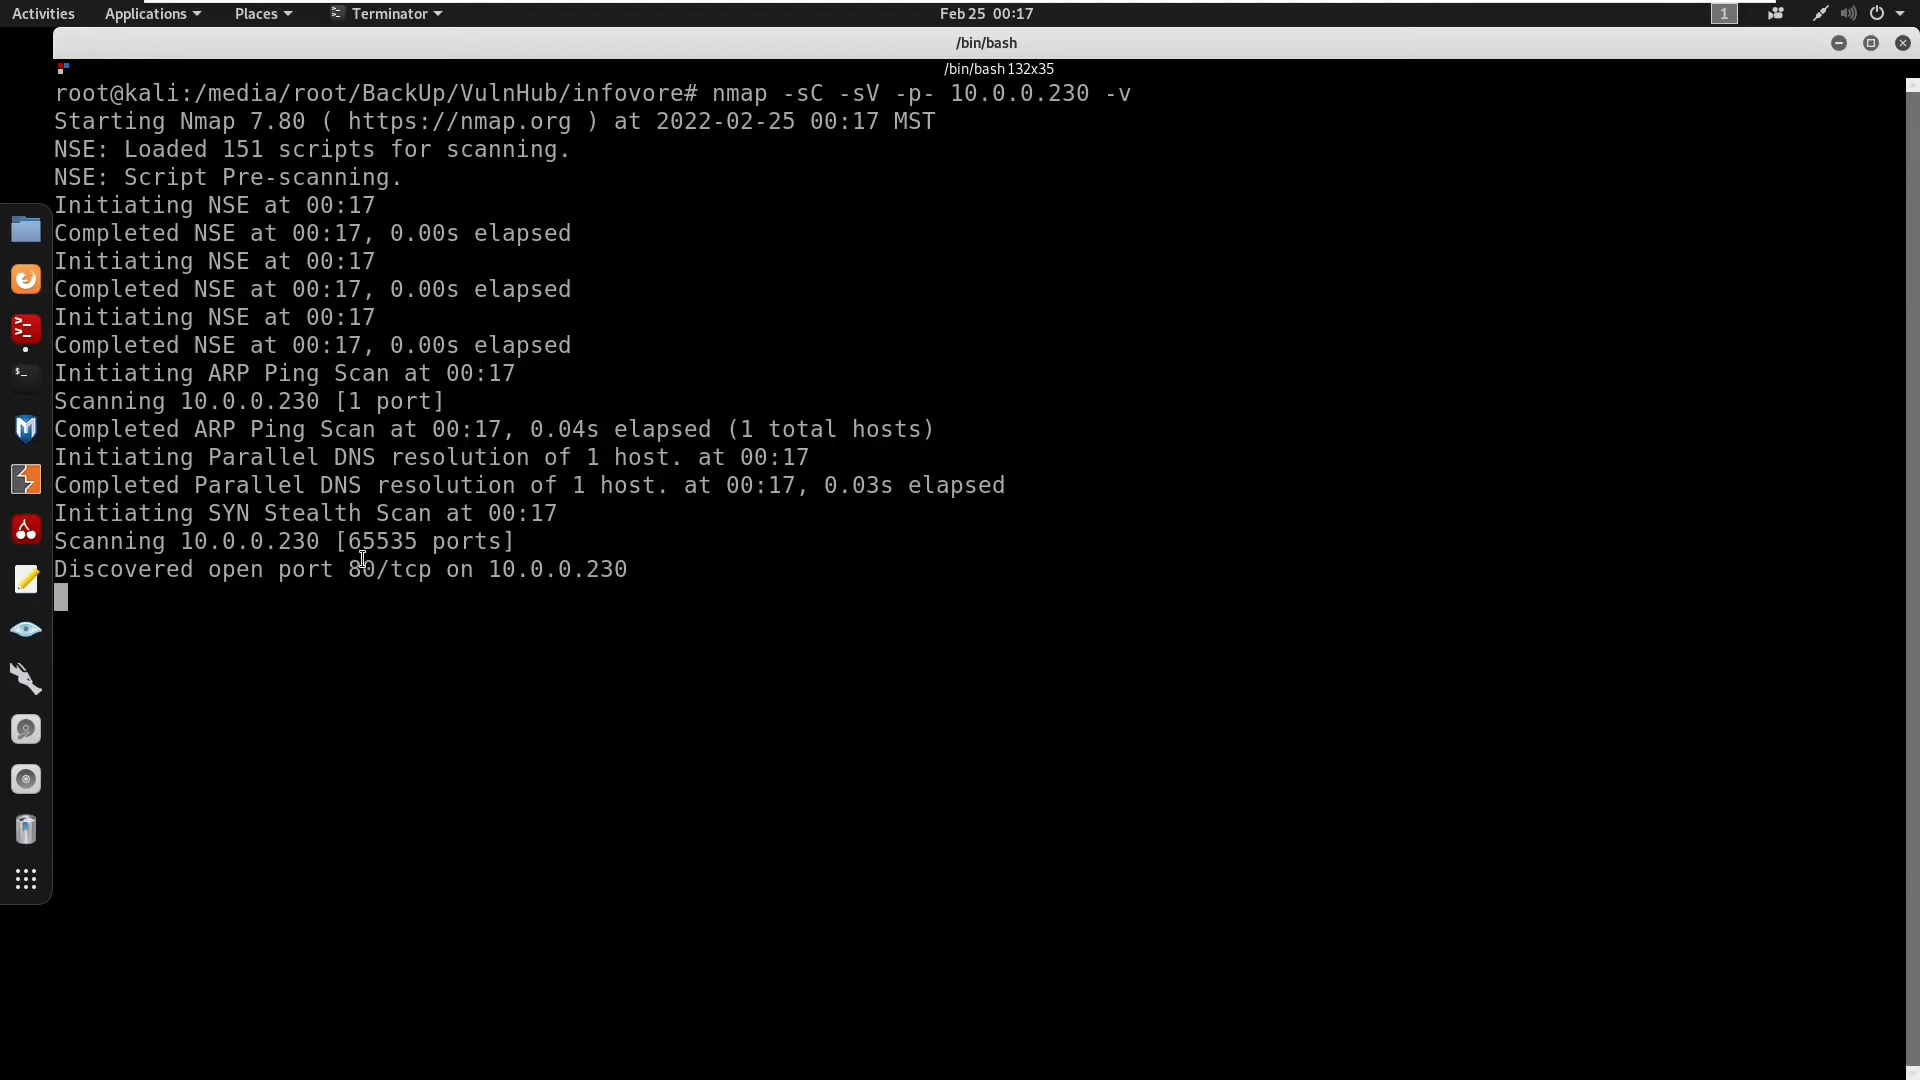 Activities Applications Places Terminator Feb 25 00:17 1
/bin/bash
/bin/bash 132x35
root@kali:/media/root/BackUp/VulnHub/infovore# nmap -sC -sV -p- 10.0.0.230 -v
Starting Nmap 7.80 ( https://nmap.org ) at 2022-02-25 00:17 MST
NSE: Loaded 151 scripts for scanning.
NSE: Script Pre-scanning.
Initiating NSE at 00:17
Completed NSE at 00:17, 0.00s elapsed
Initiating NSE at 00:17
Completed NSE at 00:17, 0.00s elapsed
Initiating NSE at 00:17
Completed NSE at 00:17, 0.00s elapsed
Initiating ARP Ping Scan at 00:17
Scanning 10.0.0.230 [1 port]
Completed ARP Ping Scan at 00:17, 0.04s elapsed (1 total hosts)
Initiating Parallel DNS resolution of 1 host. at 00:17
Completed Parallel DNS resolution of 1 host. at 00:17, 0.03s elapsed
Initiating SYN Stealth Scan at 00:17
Scanning 10.0.0.230 [65535 ports]
Discovered open port 80/tcp on 10.0.0.230